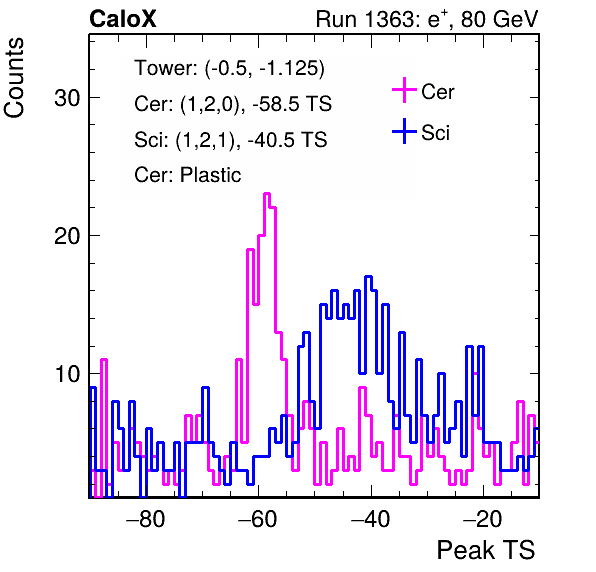 CaloX Run 1363: e⁺, 80 GeV
Counts
Tower: (-0.5, -1.125)
Cer: (1,2,0), -58.5 TS
Sci: (1,2,1), -40.5 TS
Cer: Plastic
Cer
Sci
30
20
10
−80 −60 −40 −20
Peak TS